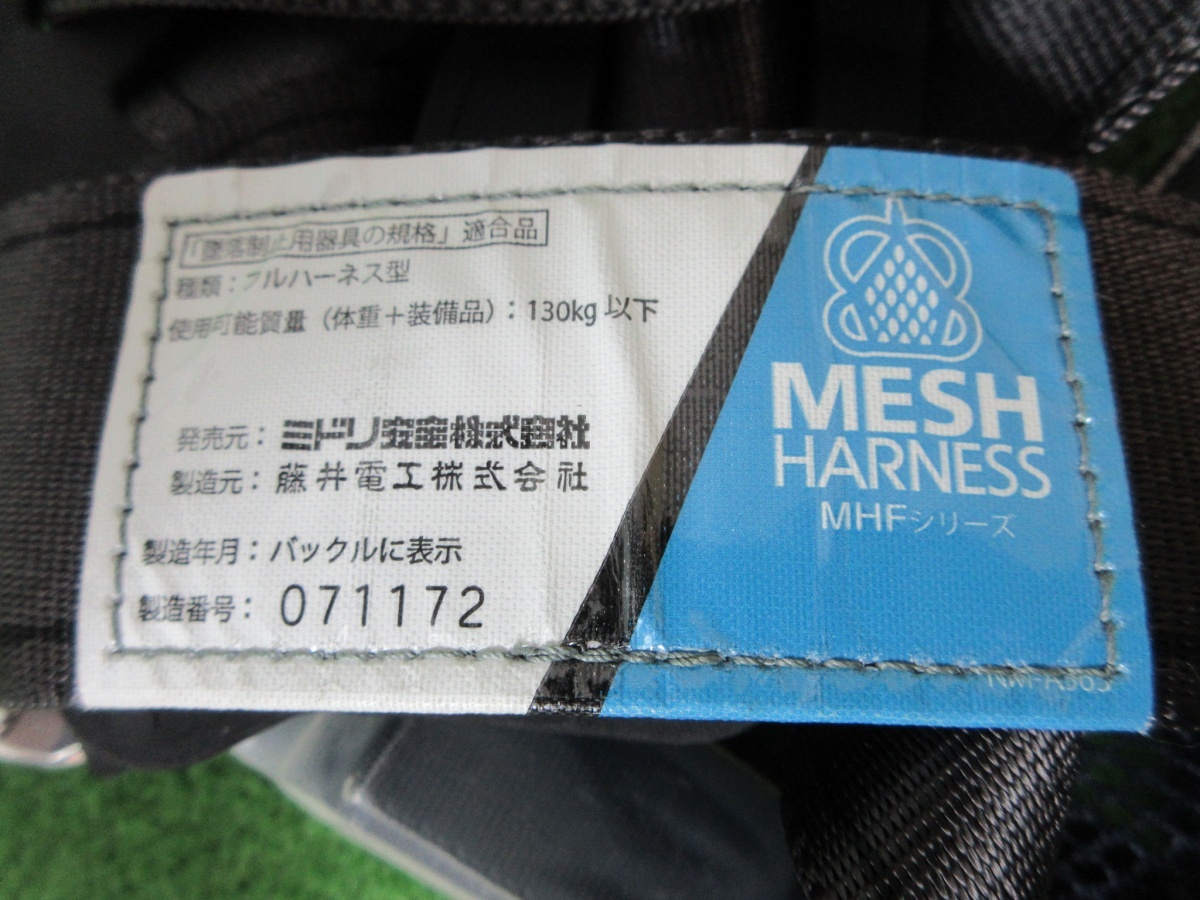 「墜落制止用器具の規格」適合品
種類：フルハーネス型
使用可能質量（体重＋装備品）：130kg 以下
発売元：ミドリ安全株式会社
製造元：藤井電工株式会社
製造年月：バックルに表示
製造番号：071172
MESH
HARNESS
MHFシリーズ